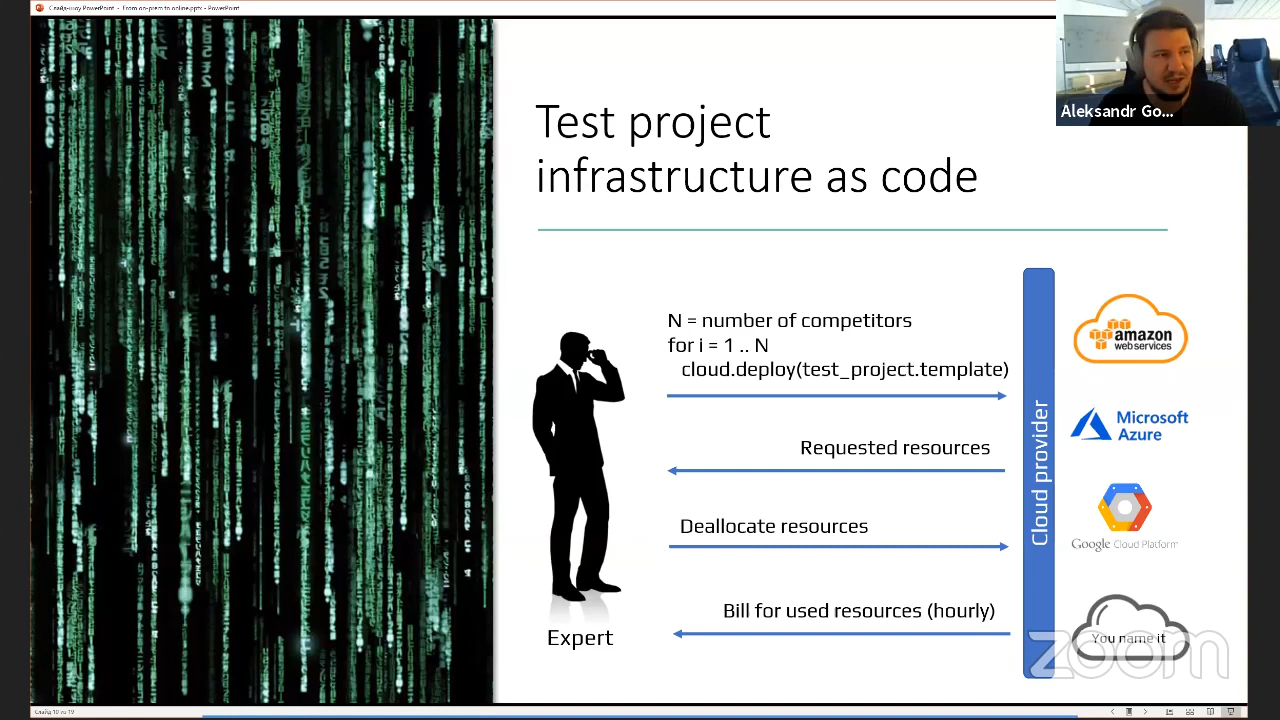 Слайд-шоу PowerPoint - From on-prem to online.pptx - PowerPoint
Aleksandr Go...
Test project
infrastructure as code
N = number of competitors
for i = 1 .. N
cloud.deploy(test_project.template)
Requested resources
Deallocate resources
Bill for used resources (hourly)
Expert
Cloud provider
amazon
web services
Microsoft
Azure
Google Cloud Platform
You name it
zoom
Слайд 10 из 19